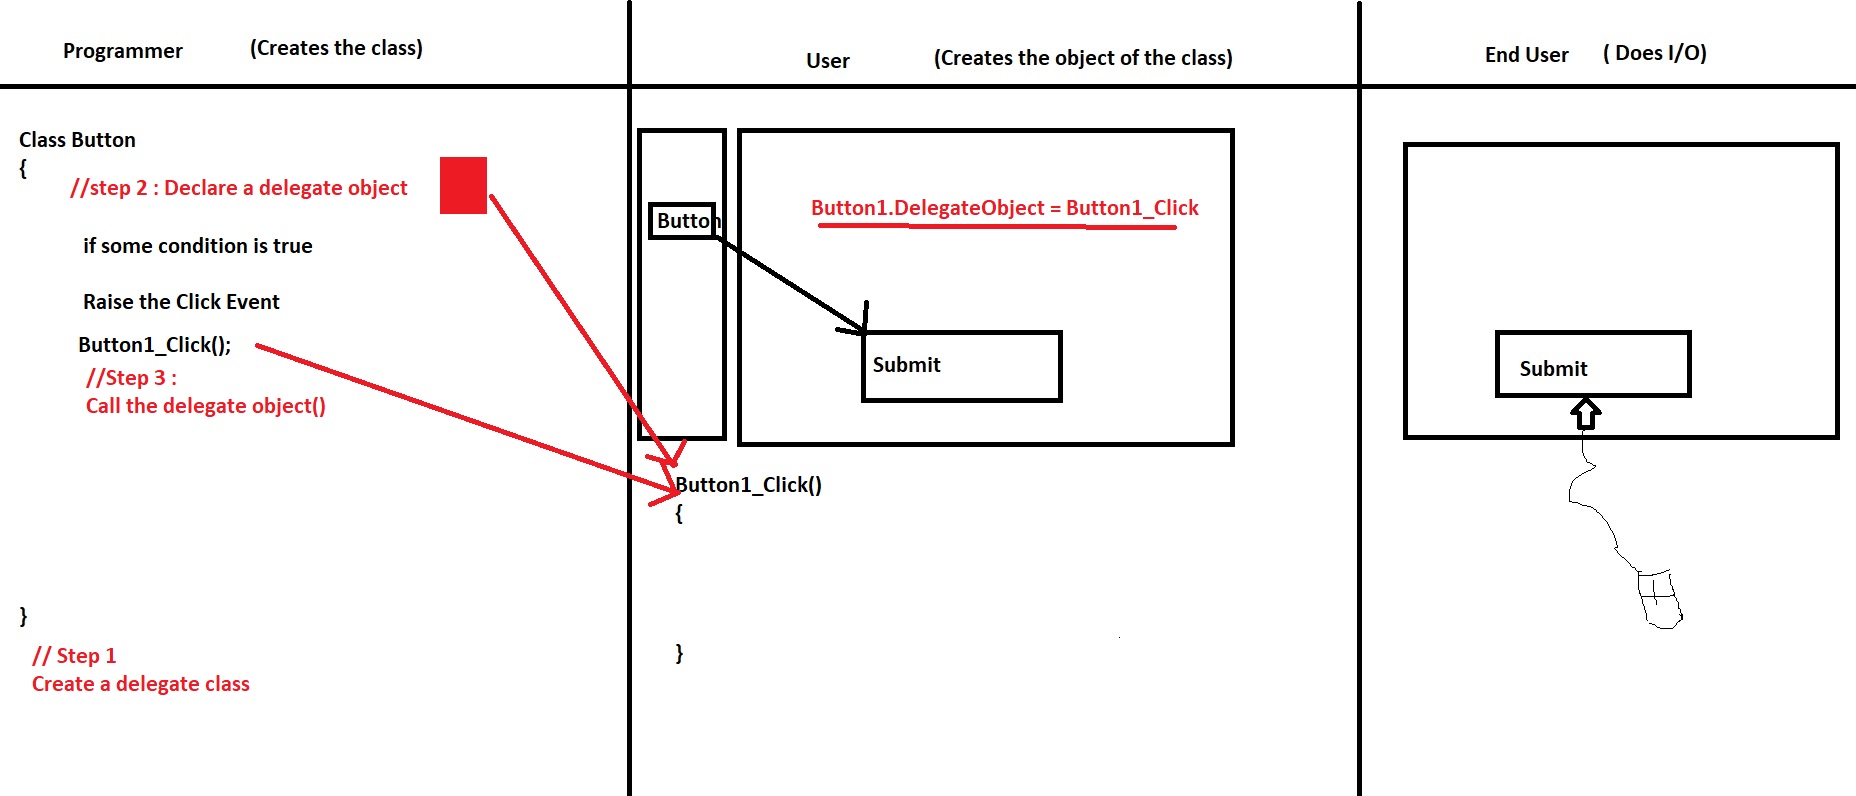 Programmer (Creates the class)
User (Creates the object of the class)
End User ( Does I/O)
Class Button
{
//step 2 : Declare a delegate object
if some condition is true
Raise the Click Event
Button1_Click();
//Step 3 :
Call the delegate object()
}
// Step 1
Create a delegate class
Button
Button1.DelegateObject = Button1_Click
Submit
Button1_Click()
{
}
Submit